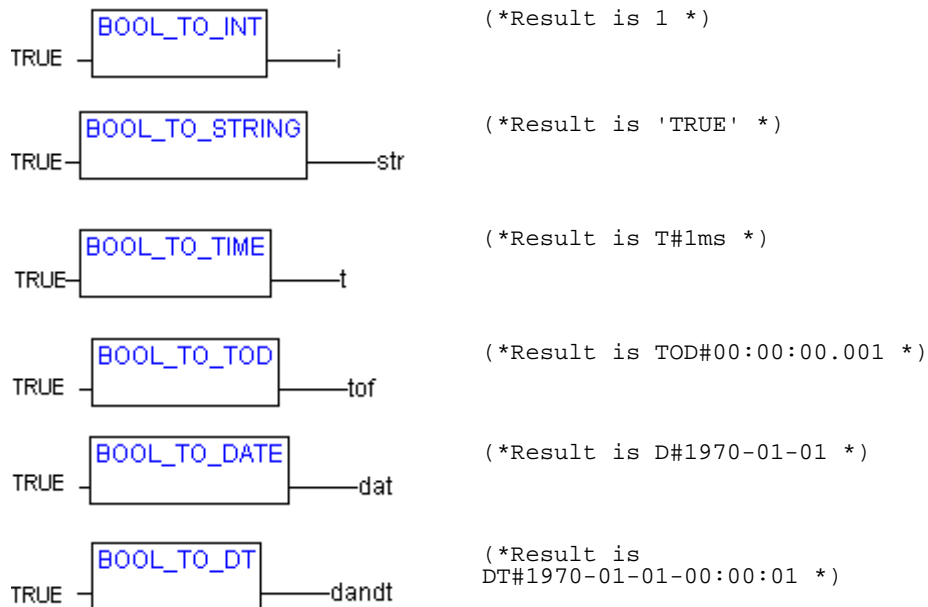 BOOL_TO_INT
(*Result is 1 *)
TRUE
i
BOOL_TO_STRING
(*Result is 'TRUE' *)
TRUE
str
BOOL_TO_TIME
(*Result is T#1ms *)
TRUE
t
BOOL_TO_TOD
(*Result is TOD#00:00:00.001 *)
TRUE
tof
BOOL_TO_DATE
(*Result is D#1970-01-01 *)
TRUE
dat
BOOL_TO_DT
(*Result is
DT#1970-01-01-00:00:01 *)
TRUE
dandt